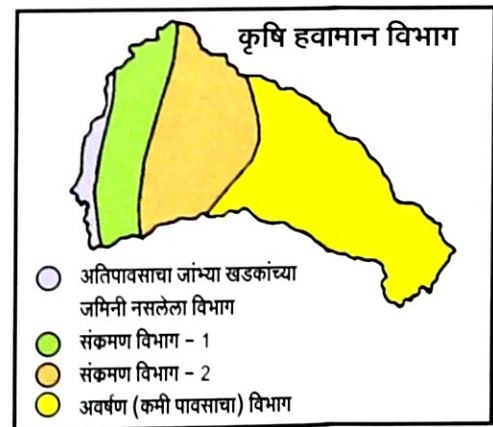 कृषि हवामान विभाग
अतिपावसाचा जांभ्या खडकांच्या
जमिनी नसलेला विभाग
संक्रमण विभाग - 1
संक्रमण विभाग - 2
अवर्षण (कमी पावसाचा) विभाग